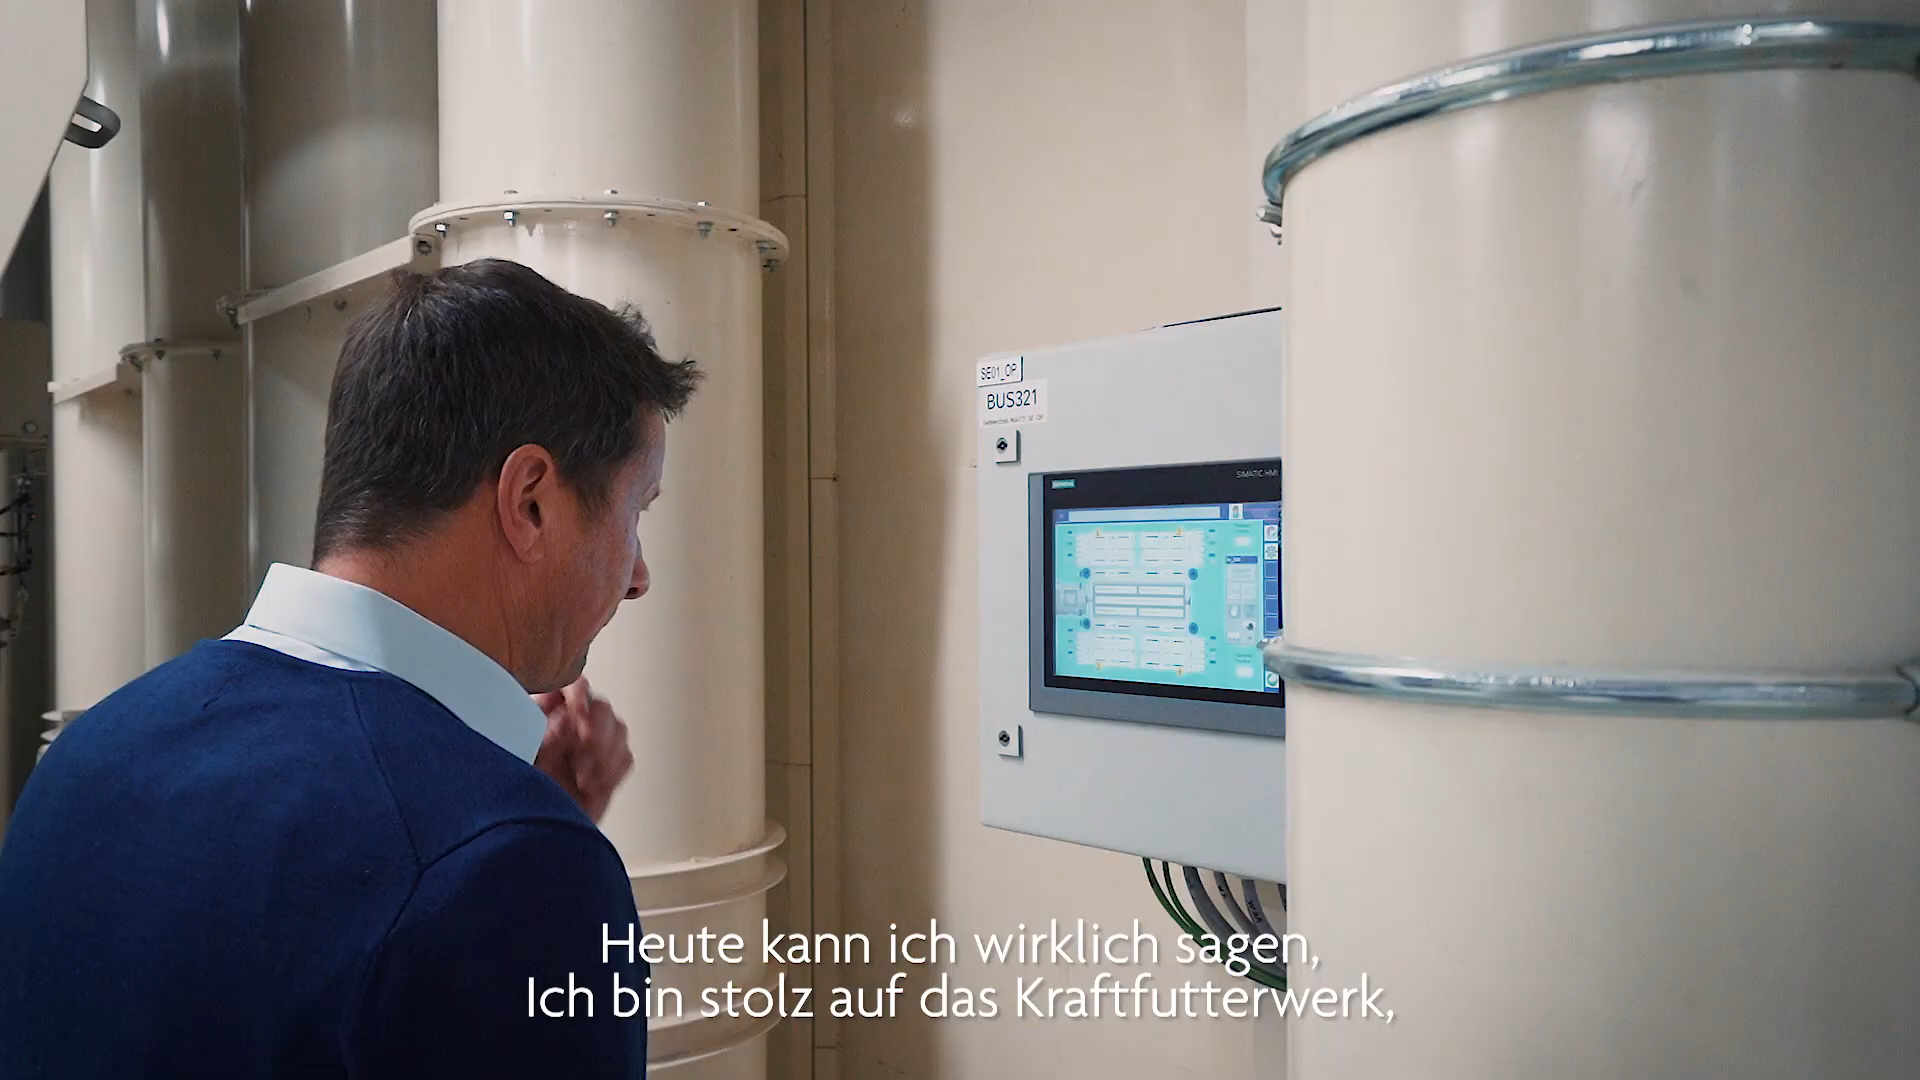 SE01_OP
BUS321
SIEMENS
SIMATIC HMI
Heute kann ich wirklich sagen,
Ich bin stolz auf das Kraftfutterwerk,